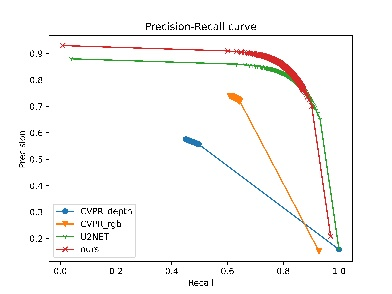 Precision-Recall curve
Precision
0.9
0.8
0.7
0.6
0.5
0.4
0.3
0.2
CVPR_depth
CVPR_rgb
U2NET
ours
0.0
0.2
0.4
0.6
0.8
1.0
Recall